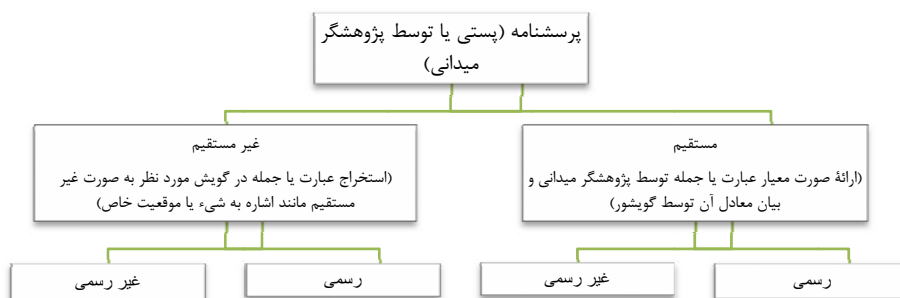 پرسشنامه (پستی یا توسط پژوهشگر
میدانی)
مستقیم
(ارائهٔ صورت معیار عبارت یا جمله توسط پژوهشگر میدانی و
بیان معادل آن توسط گویشور)
غیر مستقیم
(استخراج عبارت یا جمله در گویش مورد نظر به صورت غیر
مستقیم مانند اشاره به شیء یا موقعیت خاص)
رسمی
غیر رسمی
رسمی
غیر رسمی